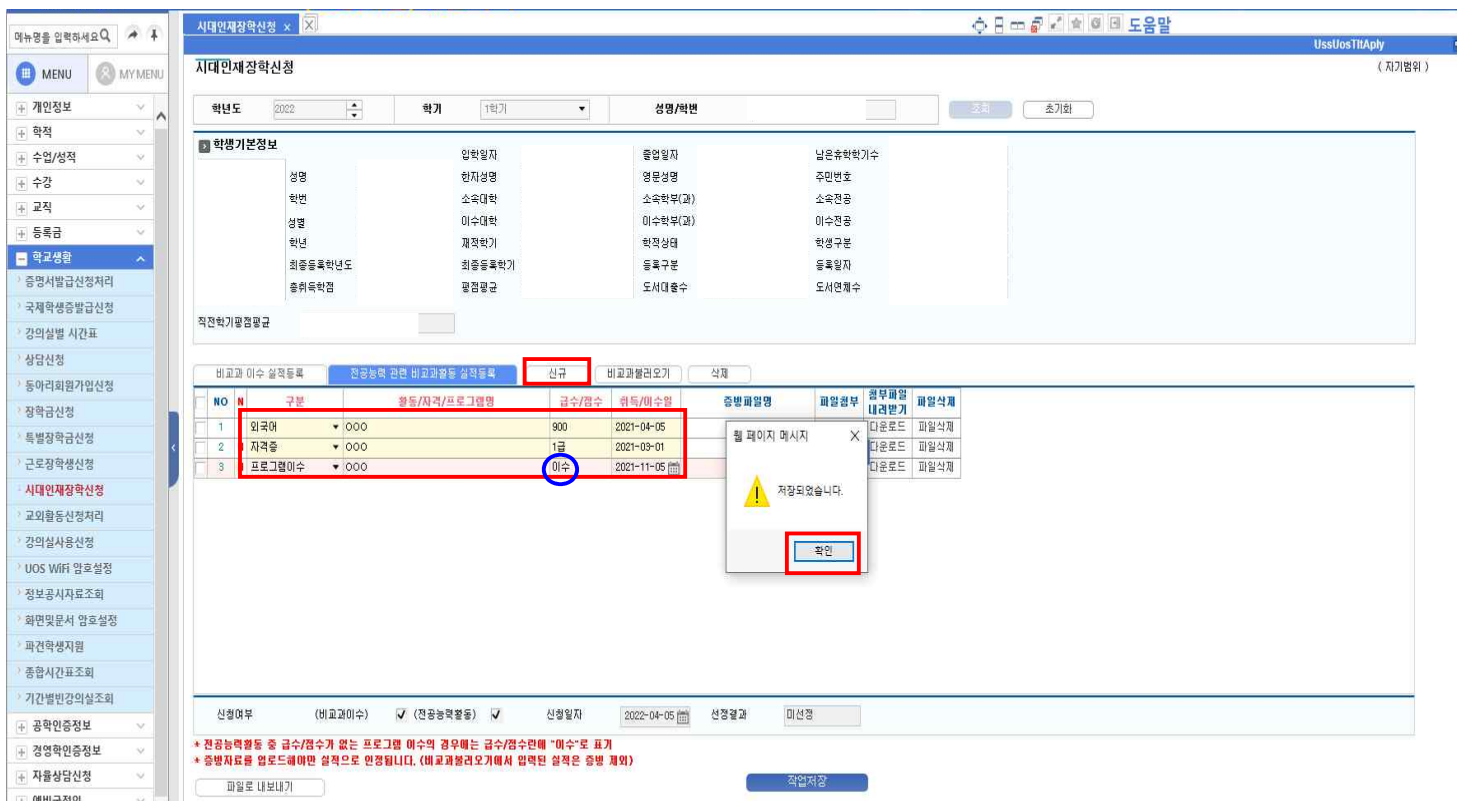 메뉴명을 입력하세요
MENU
MY MENU
개인정보
학적
수업/성적
수강
교직
등록금
학교생활
증명서발급신청처리
국제학생증발급신청
강의실별 시간표
상담신청
동아리회원가입신청
장학금신청
특별장학금신청
근로장학생신청
시대인재장학신청
교외활동신청처리
강의실사용신청
UOS WiFi 암호설정
정보공시자료조회
화면및문서 암호설정
파견학생지원
종합시간표조회
기간별빈강의실조회
공학인증정보
경영학인증정보
자율상담신청
시대인재장학신청 ×
도움말
UssUosTltAply
시대인재장학신청
( 자기범위 )
학년도 2022 학기 1학기 성명/학번 조회 초기화
학생기본정보
입학일자 졸업일자 남은휴학학기수
성명 한자성명 영문성명 주민번호
학번 소속대학 소속학부(과) 소속전공
성별 이수대학 이수학부(과) 이수전공
학년 재적학기 학적상태 학생구분
최종등록학년도 최종등록학기 등록구분 등록일자
총취득학점 평점평균 도서대출수 도서연체수
직전학기평점평균
비교과 이수 실적등록 전공능력 관련 비교과활동 실적등록 신규 비교과불러오기 삭제
NO N 구분 활동/자격/프로그램명 급수/점수 취득/이수일 증빙파일명 파일첨부 첨부파일 내려받기 파일삭제
1 외국어 OOO 900 2021-04-05 다운로드 파일삭제
2 자격증 OOO 1급 2021-03-01 다운로드 파일삭제
3 프로그램이수 OOO 이수 2021-11-05 다운로드 파일삭제
웹 페이지 메시지
저장되었습니다.
확인
신청여부 (비교과이수) (전공능력활동) 신청일자 2022-04-05 선정결과 미선정
* 전공능력활동 중 급수/점수가 없는 프로그램 이수의 경우에는 급수/점수란에 "이수"로 표기
* 증빙자료를 업로드해야만 실적으로 인정됩니다. (비교과불러오기에서 입력된 실적은 증빙 제외)
파일로 내보내기
작업저장